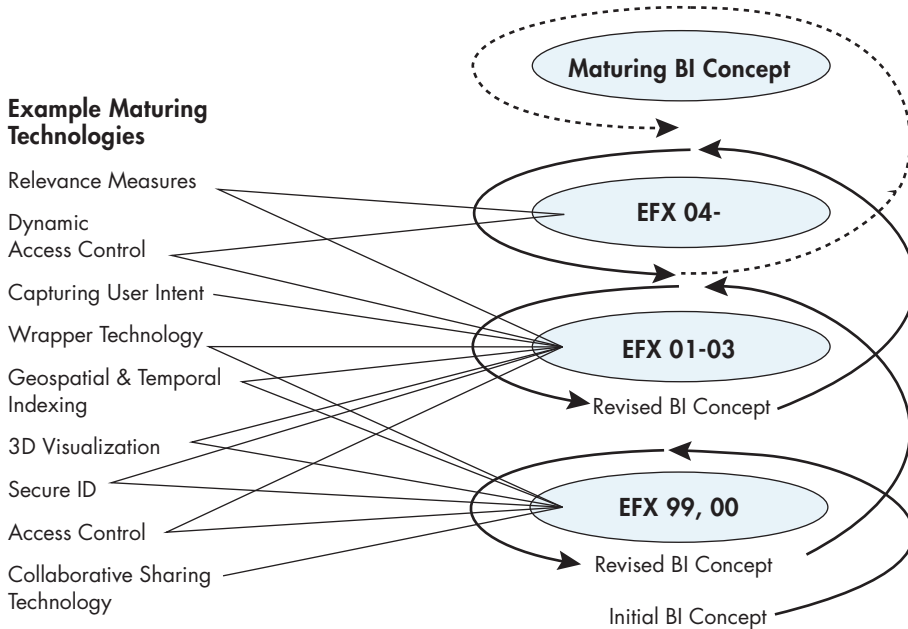 Example Maturing
Technologies
Relevance Measures
Dynamic
Access Control
Capturing User Intent
Wrapper Technology
Geospatial & Temporal
Indexing
3D Visualization
Secure ID
Access Control
Collaborative Sharing
Technology
Maturing BI Concept
EFX 04-
EFX 01-03
Revised BI Concept
EFX 99, 00
Revised BI Concept
Initial BI Concept